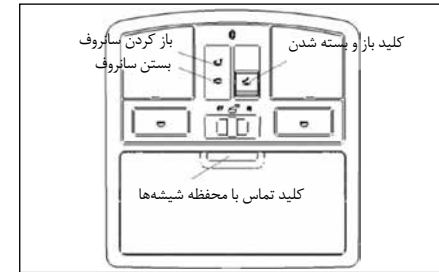 باز کردن سانروف
کلید باز و بسته شدن
بستن سانروف
کلید تماس با محفظه شیشه‌ها